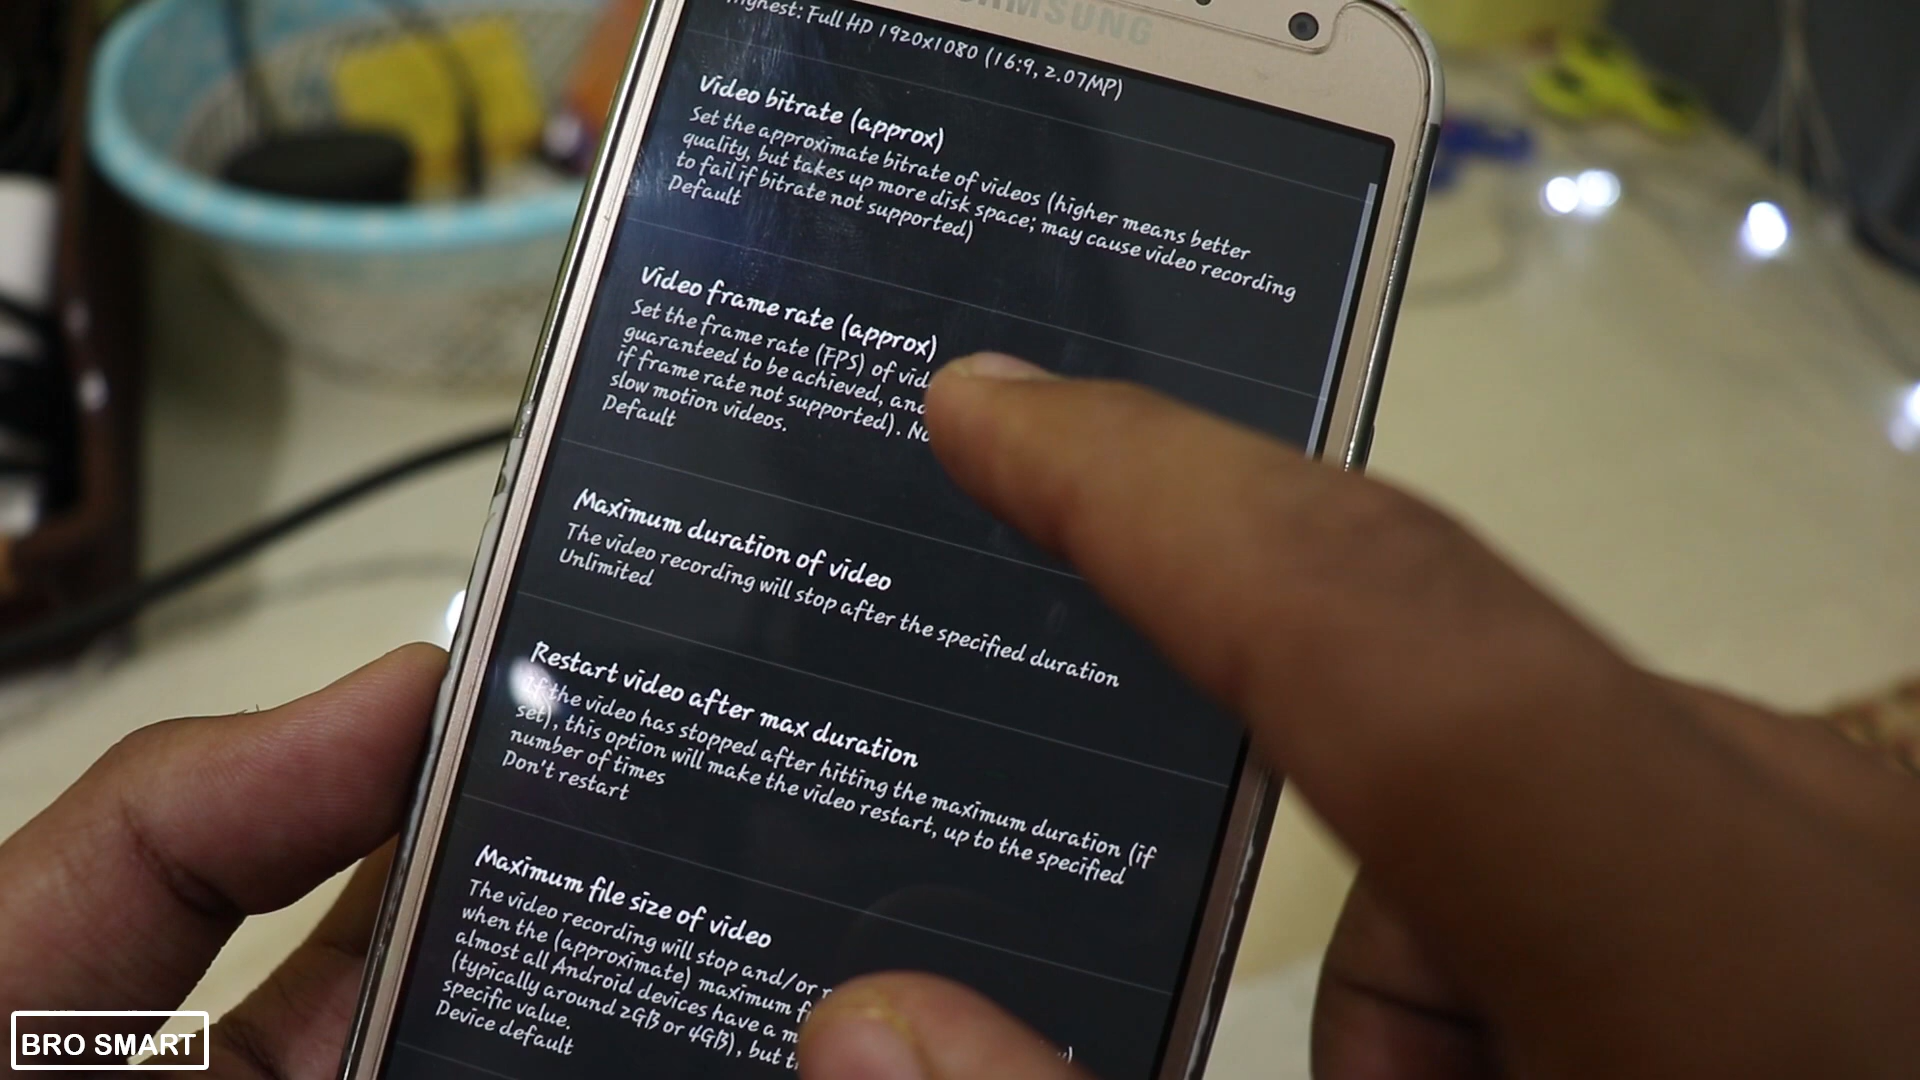 SAMSUNG
Highest: Full HD 1920x1080 (16:9, 2.07MP)
Video bitrate (approx)
Set the approximate bitrate of videos (higher means better
quality, but takes up more disk space; may cause video recording
to fail if bitrate not supported)
Default
Video frame rate (approx)
Set the frame rate (FPS) of
guaranteed to be achieved,
if frame rate not supported).
slow motion videos.
Default
Maximum duration of video
The video recording will stop after the specified duration
Unlimited
Restart video after max duration
If the video has stopped after hitting the maximum duration (if
set), this option will make the video restart, up to the specified
number of times
Don't restart
Maximum file size of video
The video recording will stop and/or
when the (approximate) maximum
almost all Android devices have a
(typically around 2GB or 4GB), but
specific value.
Device default
BRO SMART